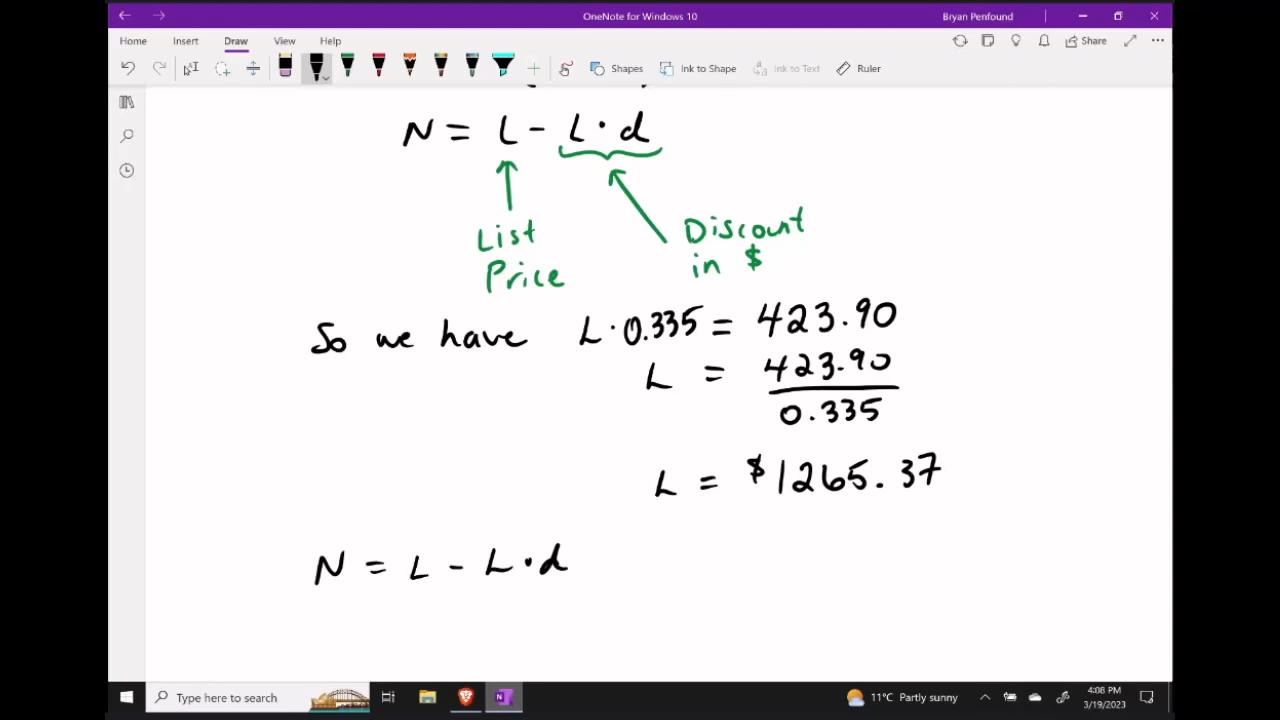 OneNote for Windows 10
Bryan Penfound
Home Insert Draw View Help
Share
Shapes Ink to Shape Ink to Text Ruler
N = L - L · d
List Price
Discount in $
So we have L · 0.335 = 423.90
L = 423.90 / 0.335
L = $1265.37
N = L - L · d
Type here to search
11°C Partly sunny
4:08 PM
3/19/2023